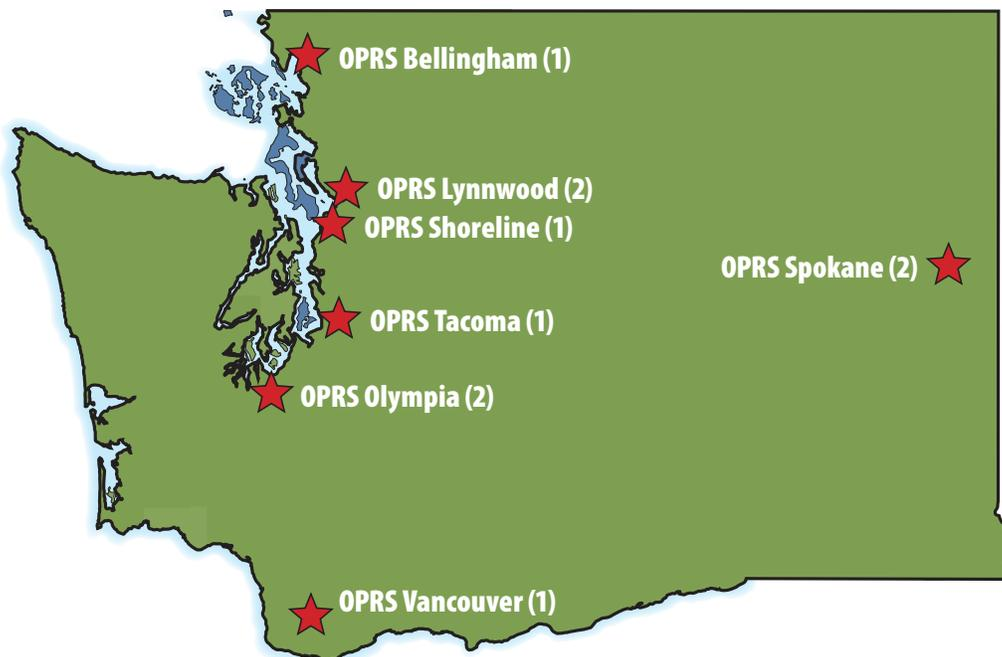 OPRS Bellingham (1)
OPRS Lynnwood (2)
OPRS Shoreline (1)
OPRS Spokane (2)
OPRS Tacoma (1)
OPRS Olympia (2)
OPRS Vancouver (1)